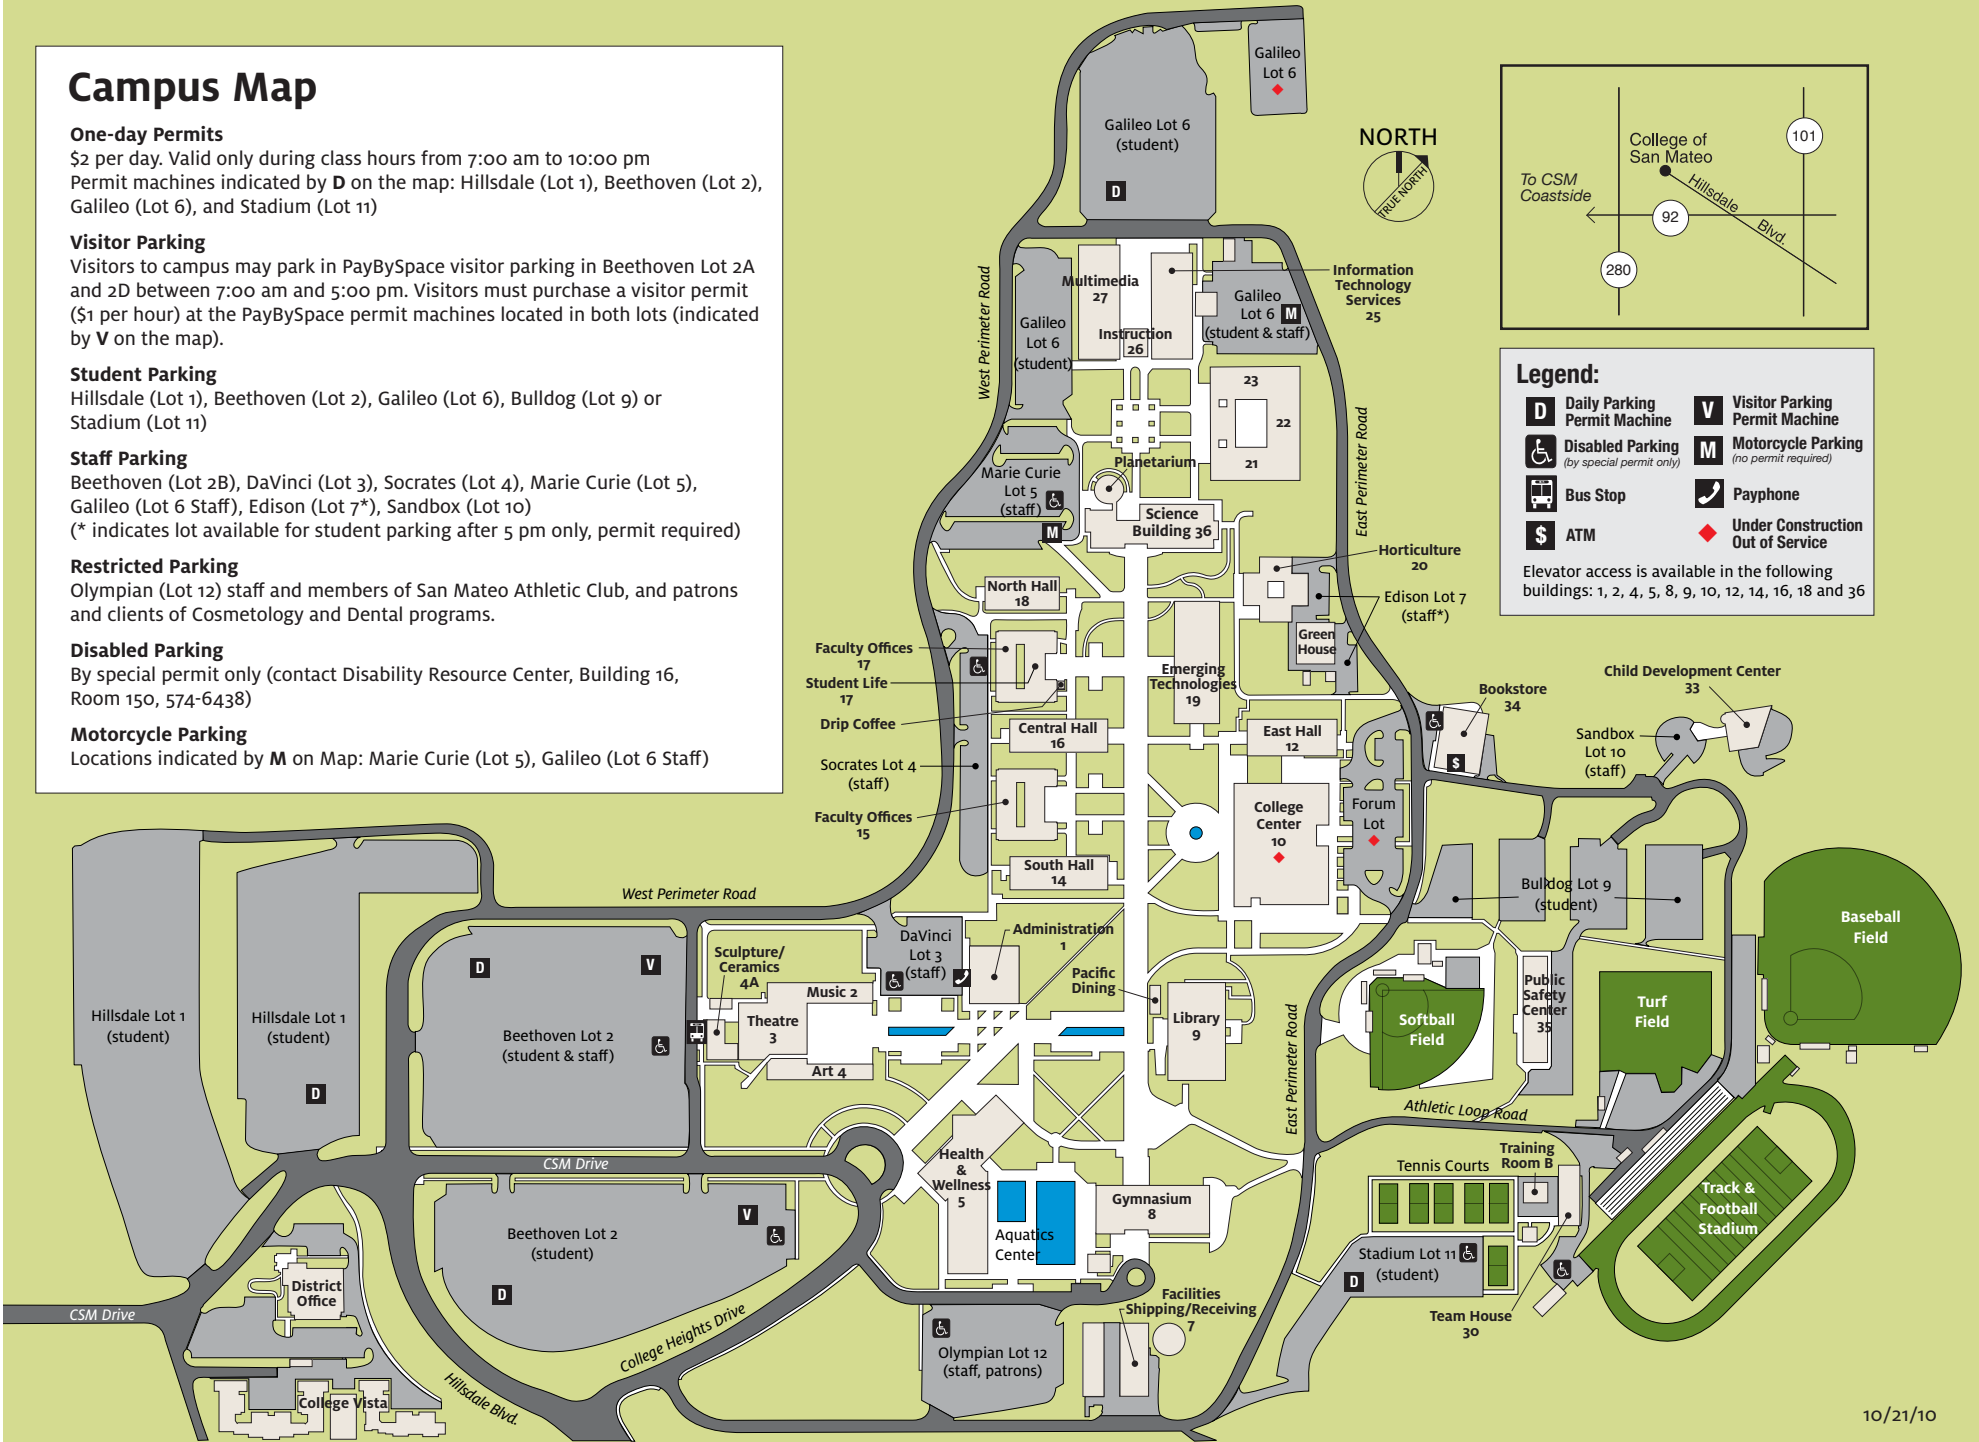 Campus Map
One-day Permits
$2 per day. Valid only during class hours from 7:00 am to 10:00 pm
Permit machines indicated by D on the map: Hillsdale (Lot 1), Beethoven (Lot 2),
Galileo (Lot 6), and Stadium (Lot 11)
Visitor Parking
Visitors to campus may park in PayBySpace visitor parking in Beethoven Lot 2A
and 2D between 7:00 am and 5:00 pm. Visitors must purchase a visitor permit
($1 per hour) at the PayBySpace permit machines located in both lots (indicated
by V on the map).
Student Parking
Hillsdale (Lot 1), Beethoven (Lot 2), Galileo (Lot 6), Bulldog (Lot 9) or
Stadium (Lot 11)
Staff Parking
Beethoven (Lot 2B), DaVinci (Lot 3), Socrates (Lot 4), Marie Curie (Lot 5),
Galileo (Lot 6 Staff), Edison (Lot 7*), Sandbox (Lot 10)
(* indicates lot available for student parking after 5 pm only, permit required)
Restricted Parking
Olympian (Lot 12) staff and members of San Mateo Athletic Club, and patrons
and clients of Cosmetology and Dental programs.
Disabled Parking
By special permit only (contact Disability Resource Center, Building 16,
Room 150, 574-6438)
Motorcycle Parking
Locations indicated by M on Map: Marie Curie (Lot 5), Galileo (Lot 6 Staff)
Galileo
Lot 6
Galileo Lot 6
(student)
D
NORTH
TRUE NORTH
College of
San Mateo
101
To CSM
Coastside
Hillsdale
Blvd.
92
280
Legend:
D
Daily Parking
Permit Machine
V
Visitor Parking
Permit Machine
Disabled Parking
(by special permit only)
M
Motorcycle Parking
(no permit required)
Bus Stop
Payphone
$
ATM
Under Construction
Out of Service
Elevator access is available in the following
buildings: 1, 2, 4, 5, 8, 9, 10, 12, 14, 16, 18 and 36
West Perimeter Road
Multimedia
27
Information
Technology
Services
25
Galileo
Lot 6
(student & staff)
M
Galileo
Lot 6
(student)
Instruction
26
23
22
21
East Perimeter Road
Planetarium
Marie Curie
Lot 5
(staff)
M
Science
Building 36
Horticulture
20
Edison Lot 7
(staff*)
Green
House
North Hall
18
Faculty Offices
17
Student Life
17
Drip Coffee
Emerging
Technologies
19
Central Hall
16
East Hall
12
Socrates Lot 4
(staff)
Faculty Offices
15
South Hall
14
College
Center
10
Forum
Lot
Bookstore
34
$
Child Development Center
33
Sandbox
Lot 10
(staff)
Bulldog Lot 9
(student)
Baseball
Field
West Perimeter Road
Hillsdale Lot 1
(student)
Hillsdale Lot 1
(student)
D
D
V
Beethoven Lot 2
(student & staff)
Sculpture/
Ceramics
4A
Music 2
Theatre
3
Art 4
DaVinci
Lot 3
(staff)
Administration
1
Pacific
Dining
Library
9
East Perimeter Road
Softball
Field
Public
Safety
Center
35
Turf
Field
Athletic Loop Road
CSM Drive
Health
&
Wellness
5
Aquatics
Center
Gymnasium
8
Tennis Courts
Training
Room B
Track &
Football
Stadium
V
Beethoven Lot 2
(student)
D
Stadium Lot 11
(student)
D
Team House
30
District
Office
CSM Drive
College Heights Drive
Hillsdale Blvd.
College Vista
Facilities
Shipping/Receiving
7
Olympian Lot 12
(staff, patrons)
10/21/10